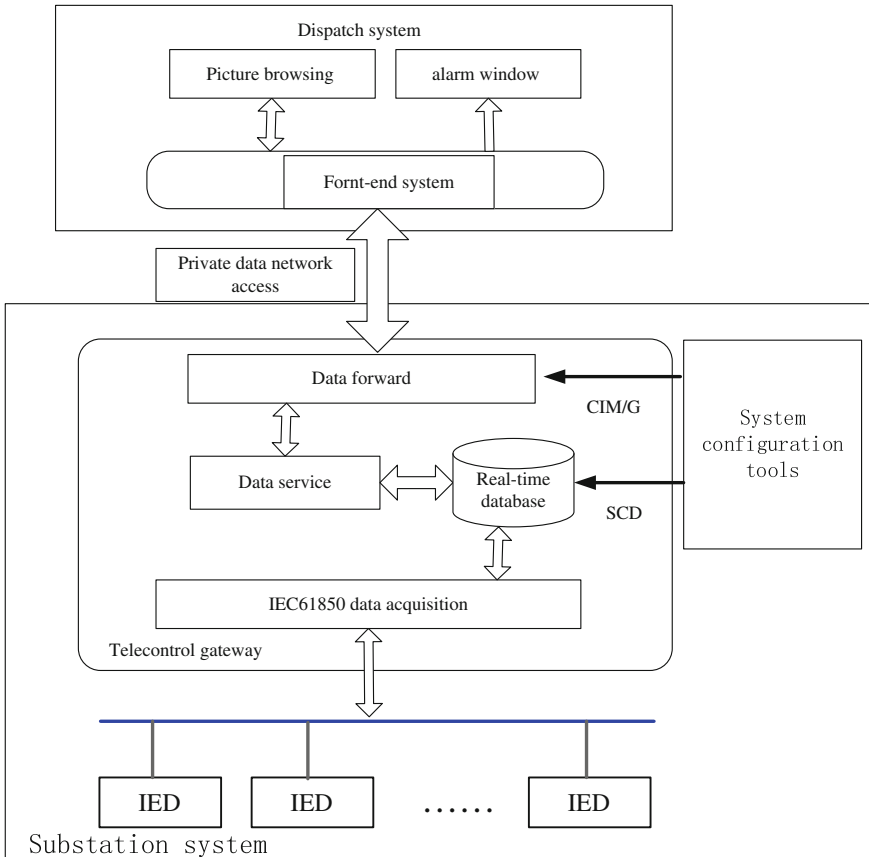 Dispatch system
Picture browsing
alarm window
Fornt-end system
Private data network
access
Data forward
CIM/G
System
configuration
tools
Data service
Real-time
database
SCD
IEC61850 data acquisition
Telecontrol gateway
IED
IED
......
IED
Substation system